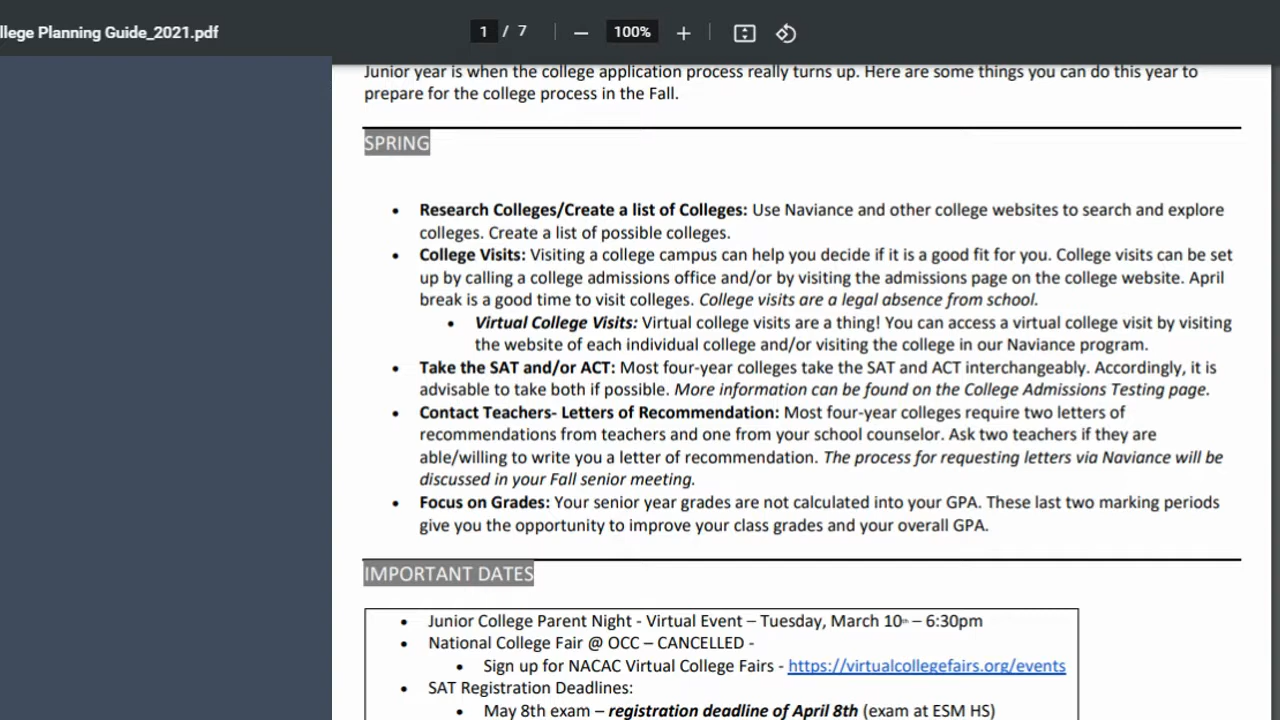 llege Planning Guide_2021.pdf
1 / 7
100%
Junior year is when the college application process really turns up. Here are some things you can do this year to
prepare for the college process in the Fall.
SPRING
• Research Colleges/Create a list of Colleges: Use Naviance and other college websites to search and explore
colleges. Create a list of possible colleges.
• College Visits: Visiting a college campus can help you decide if it is a good fit for you. College visits can be set
up by calling a college admissions office and/or by visiting the admissions page on the college website. April
break is a good time to visit colleges. College visits are a legal absence from school.
• Virtual College Visits: Virtual college visits are a thing! You can access a virtual college visit by visiting
the website of each individual college and/or visiting the college in our Naviance program.
• Take the SAT and/or ACT: Most four-year colleges take the SAT and ACT interchangeably. Accordingly, it is
advisable to take both if possible. More information can be found on the College Admissions Testing page.
• Contact Teachers- Letters of Recommendation: Most four-year colleges require two letters of
recommendations from teachers and one from your school counselor. Ask two teachers if they are
able/willing to write you a letter of recommendation. The process for requesting letters via Naviance will be
discussed in your Fall senior meeting.
• Focus on Grades: Your senior year grades are not calculated into your GPA. These last two marking periods
give you the opportunity to improve your class grades and your overall GPA.
IMPORTANT DATES
• Junior College Parent Night - Virtual Event – Tuesday, March 10th – 6:30pm
• National College Fair @ OCC – CANCELLED -
• Sign up for NACAC Virtual College Fairs - https://virtualcollegefairs.org/events
• SAT Registration Deadlines:
• May 8th exam – registration deadline of April 8th (exam at ESM HS)